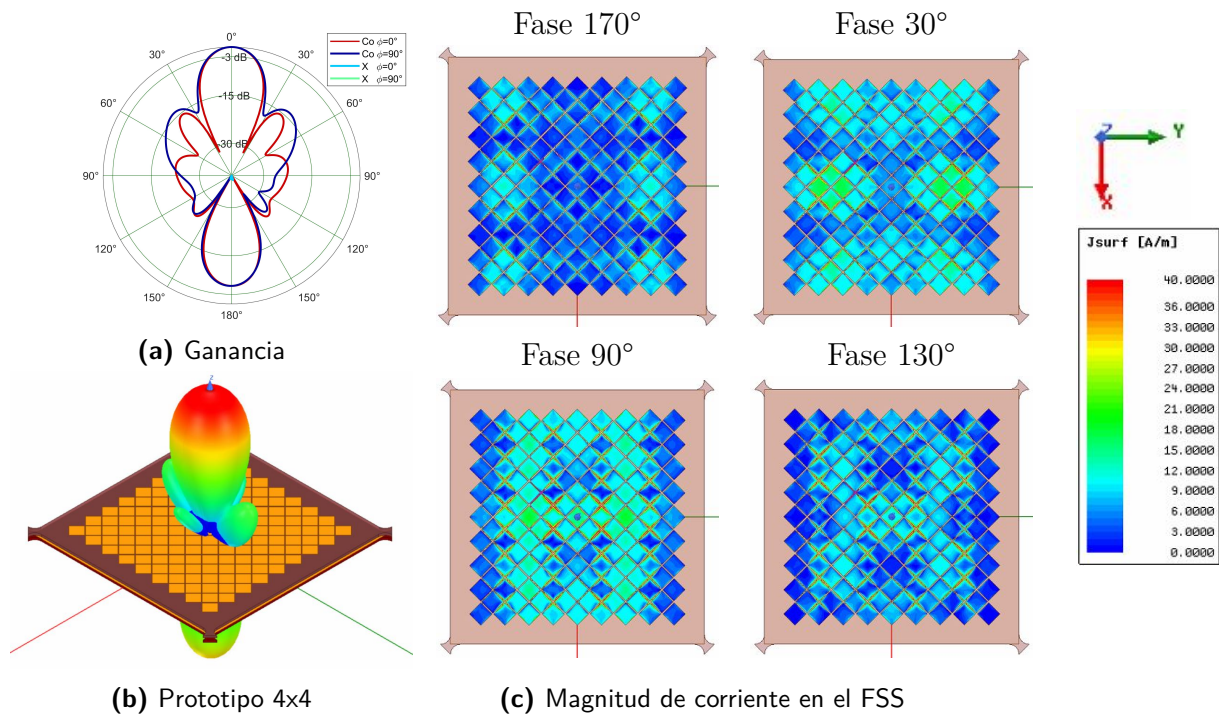 0°
30°
30°
60°
60°
90°
90°
120°
120°
150°
150°
180°
-3 dB
-15 dB
-30 dB
Co ϕ=0°
Co ϕ=90°
X ϕ=0°
X ϕ=90°
(a) Ganancia
z
(b) Prototipo 4x4
Fase 170°
Fase 30°
Fase 90°
Fase 130°
(c) Magnitud de corriente en el FSS
Z
Y
X
Jsurf [A/m]
40.0000
36.0000
33.0000
30.0000
27.0000
24.0000
21.0000
18.0000
15.0000
12.0000
9.0000
6.0000
3.0000
0.0000